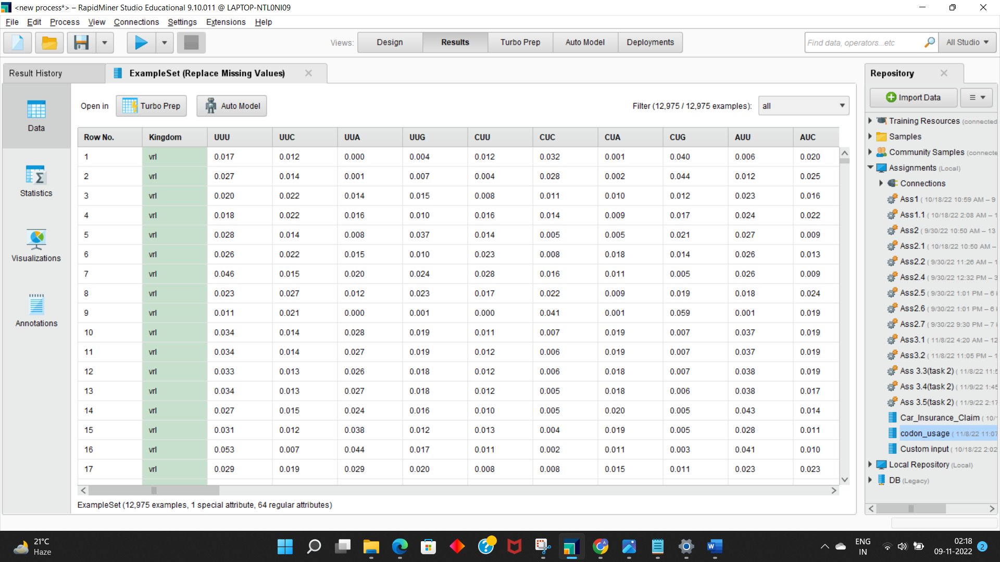 <new process*> – RapidMiner Studio Educational 9.10.011 @ LAPTOP-NTL0NI09
File Edit Process View Connections Settings Extensions Help
Views: Design Results Turbo Prep Auto Model Deployments
Find data, operators...etc
All Studio
Result History
ExampleSet (Replace Missing Values)
Data
Statistics
Visualizations
Annotations
Open in Turbo Prep Auto Model
Filter (12,975 / 12,975 examples): all
Row No. Kingdom UUU UUC UUA UUG CUU CUC CUA CUG AUU AUC
1 vrl 0.017 0.012 0.000 0.004 0.012 0.032 0.001 0.040 0.006 0.020
2 vrl 0.027 0.014 0.001 0.007 0.004 0.028 0.002 0.044 0.012 0.025
3 vrl 0.020 0.022 0.014 0.015 0.008 0.011 0.010 0.012 0.023 0.016
4 vrl 0.018 0.022 0.016 0.010 0.016 0.014 0.009 0.017 0.024 0.022
5 vrl 0.028 0.014 0.008 0.037 0.014 0.005 0.005 0.021 0.027 0.009
6 vrl 0.026 0.022 0.015 0.010 0.023 0.008 0.018 0.014 0.026 0.013
7 vrl 0.046 0.015 0.020 0.024 0.028 0.016 0.011 0.005 0.026 0.009
8 vrl 0.023 0.027 0.012 0.023 0.017 0.022 0.009 0.019 0.018 0.024
9 vrl 0.011 0.021 0.000 0.001 0.000 0.041 0.001 0.059 0.001 0.019
10 vrl 0.034 0.014 0.028 0.019 0.011 0.007 0.019 0.007 0.037 0.019
11 vrl 0.034 0.014 0.027 0.019 0.012 0.006 0.019 0.007 0.037 0.019
12 vrl 0.033 0.013 0.026 0.018 0.012 0.006 0.018 0.007 0.038 0.019
13 vrl 0.034 0.013 0.027 0.018 0.012 0.005 0.018 0.006 0.038 0.017
14 vrl 0.027 0.015 0.024 0.016 0.010 0.005 0.020 0.005 0.043 0.014
15 vrl 0.031 0.012 0.038 0.012 0.013 0.004 0.019 0.005 0.028 0.011
16 vrl 0.053 0.007 0.044 0.017 0.011 0.002 0.011 0.003 0.041 0.010
17 vrl 0.029 0.019 0.029 0.020 0.008 0.008 0.015 0.011 0.023 0.023
ExampleSet (12,975 examples, 1 special attribute, 64 regular attributes)
Repository
Import Data
Training Resources (connected
Samples
Community Samples (connecte
Assignments (Local)
Connections
Ass1 ( 10/18/22 10:59 AM – 9
Ass1.1 ( 10/18/22 2:08 AM – 1
Ass2 ( 9/30/22 10:50 AM – 13
Ass2.1 ( 10/18/22 10:50 AM –
Ass2.2 ( 9/30/22 11:26 AM – 1
Ass2.4 ( 9/30/22 12:32 PM – 3
Ass2.5 ( 9/30/22 1:01 PM – 6
Ass2.6 ( 9/30/22 1:01 PM – 6
Ass2.7 ( 9/30/22 9:30 PM – 7
Ass3.1 ( 11/8/22 4:20 AM – 12
Ass3.2 ( 11/8/22 11:05 PM – 1
Ass 3.3(task 2) ( 11/8/22 11:5
Ass 3.4(task 2) ( 11/9/22 1:45
Ass 3.5(task 2) ( 11/9/22 2:17
Car_Insurance_Claim ( 10/
codon_usage ( 11/8/22 11:07
Custom input ( 10/18/22 2:02
Local Repository (Local)
DB (Legacy)
21°C
Haze
ENG
IN
02:18
09-11-2022
2